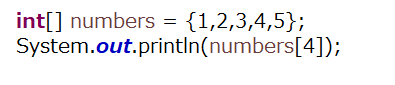 int[] numbers = {1,2,3,4,5};
System.out.println(numbers[4]);